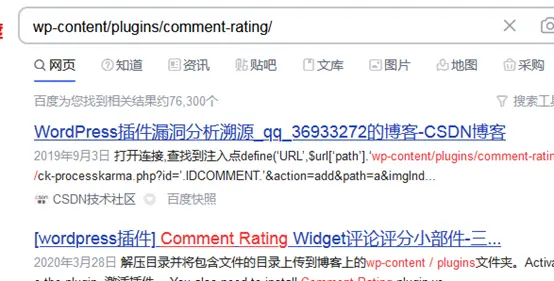 wp-content/plugins/comment-rating/
网页 知道 资讯 贴吧 文库 图片 地图 采购
百度为您找到相关结果约76,300个 搜索工具
WordPress插件漏洞分析溯源_qq_36933272的博客-CSDN博客
2019年9月3日 打开连接,查找到注入点define('URL',$url['path'].'wp-content/plugins/comment-ratin
/ck-processkarma.php?id='.IDCOMMENT.'&action=add&path=a&imgInd...
CSDN技术社区 百度快照
[wordpress插件] Comment Rating Widget评论评分小部件-三...
2020年3月28日 解压目录并将包含文件的目录上传到博客上的wp-content / plugins文件夹。Activa